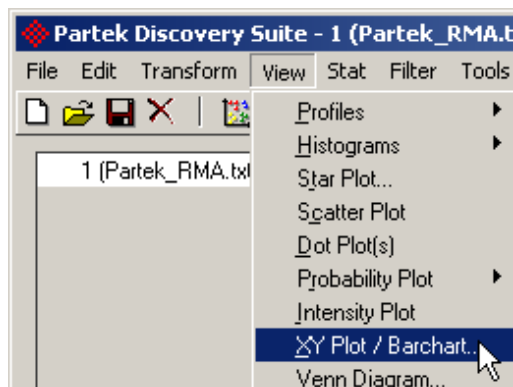 Partek Discovery Suite - 1 (Partek_RMA.t
File Edit Transform View Stat Filter Tools
1 (Partek_RMA.txt
Profiles
Histograms
Star Plot...
Scatter Plot
Dot Plot(s)
Probability Plot
Intensity Plot
XY Plot / Barchart...
Venn Diagram...